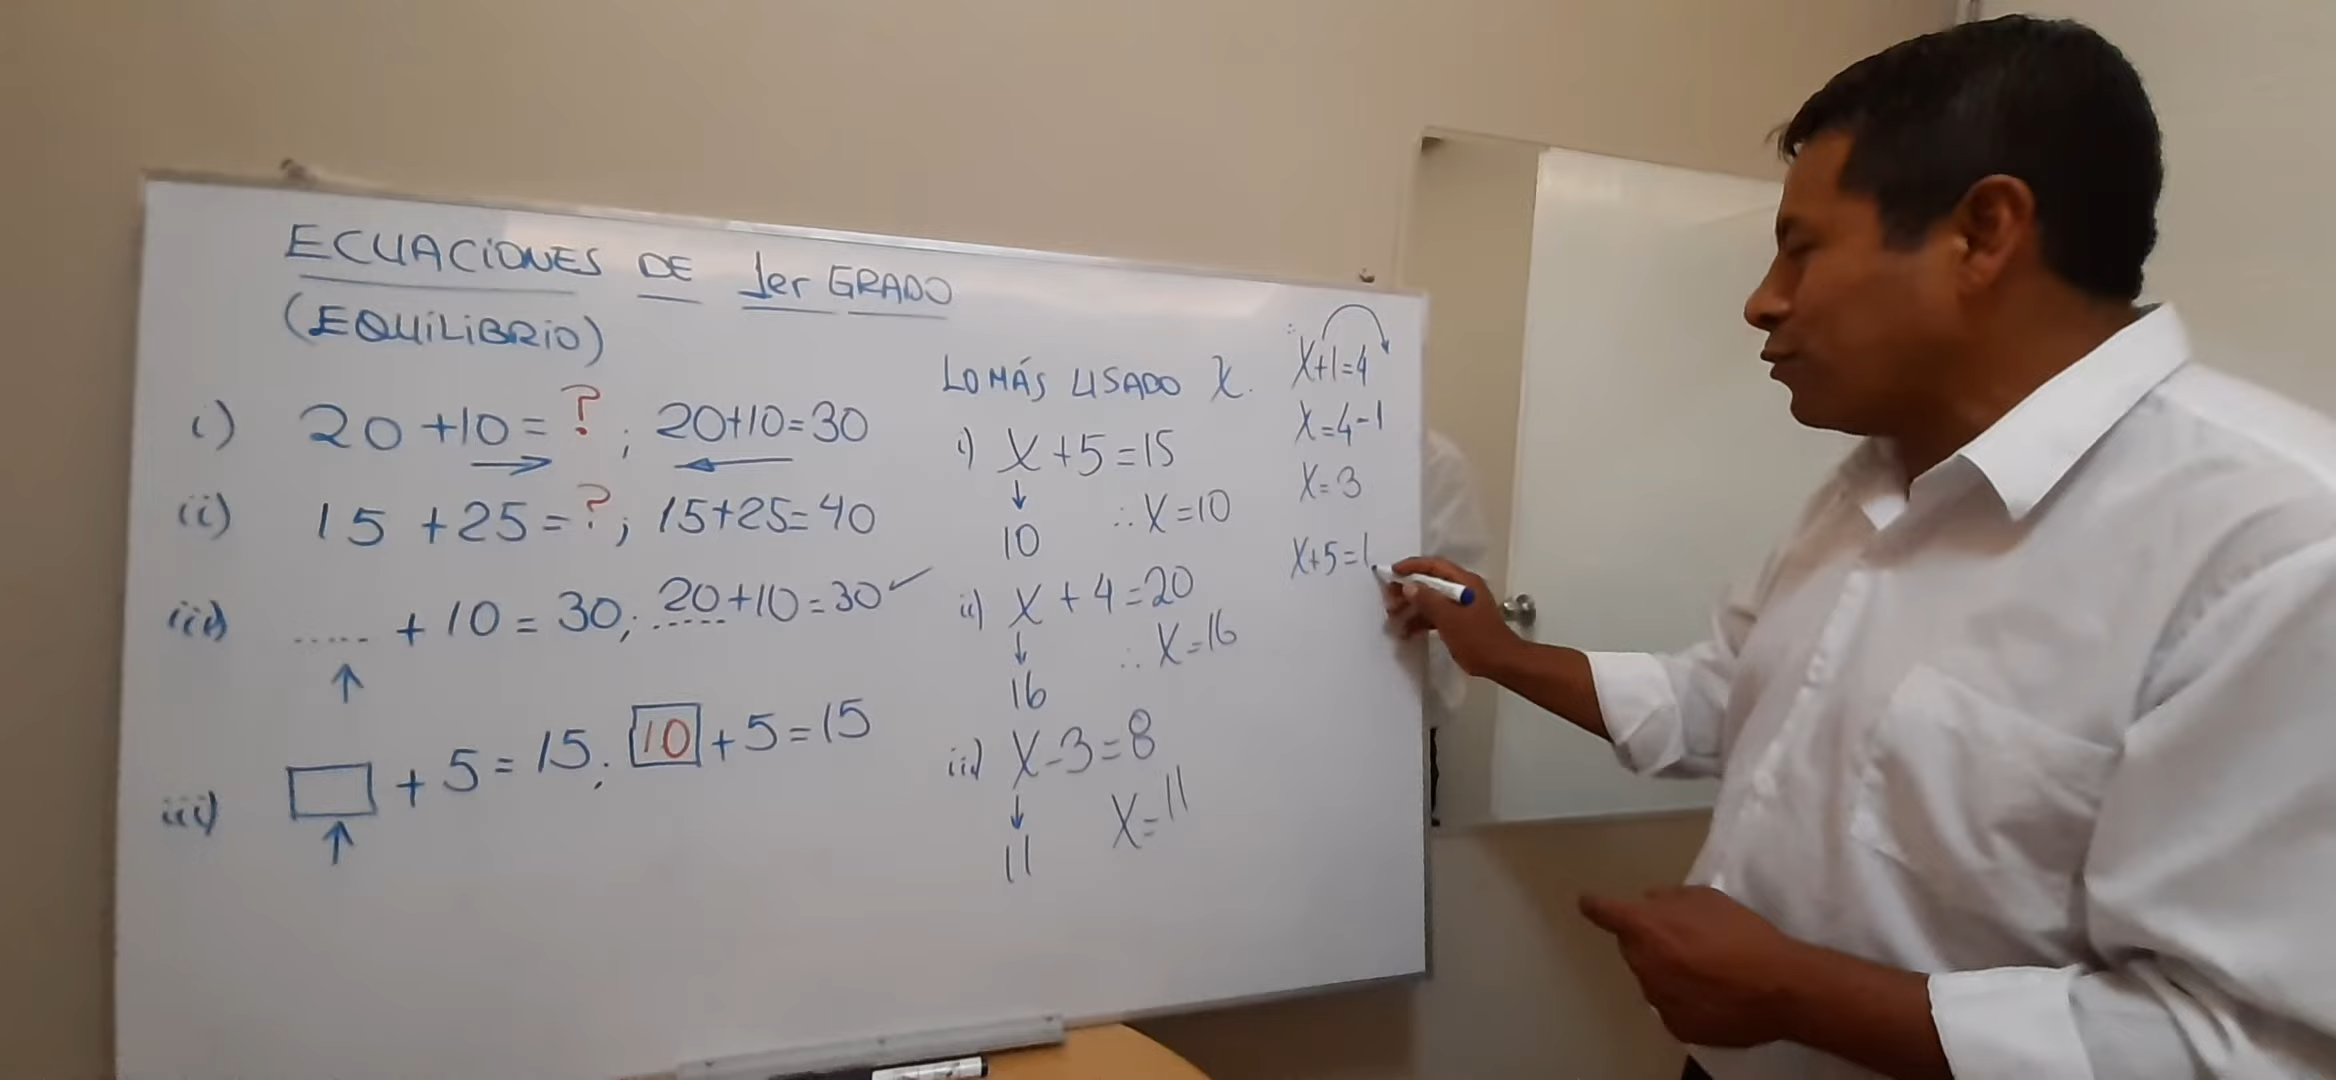 ECUACIONES DE 1er GRADO
(EQUILIBRIO)
i) 20 +10 = ? ; 20+10=30
ii) 15 +25 = ? ; 15+25=40
iii) ..... + 10 = 30; 20+10=30 ✓
↑
iii) □ + 5 = 15; 10 + 5 = 15
↑
LO MÁS USADO X.
i) X +5 =15
↓
10 ∴ X=10
ii) X + 4 =20
↓ ∴ X=16
16
iii) X-3=8
↓ X=11
11
X+1=4
X=4-1
X=3
X+5=1